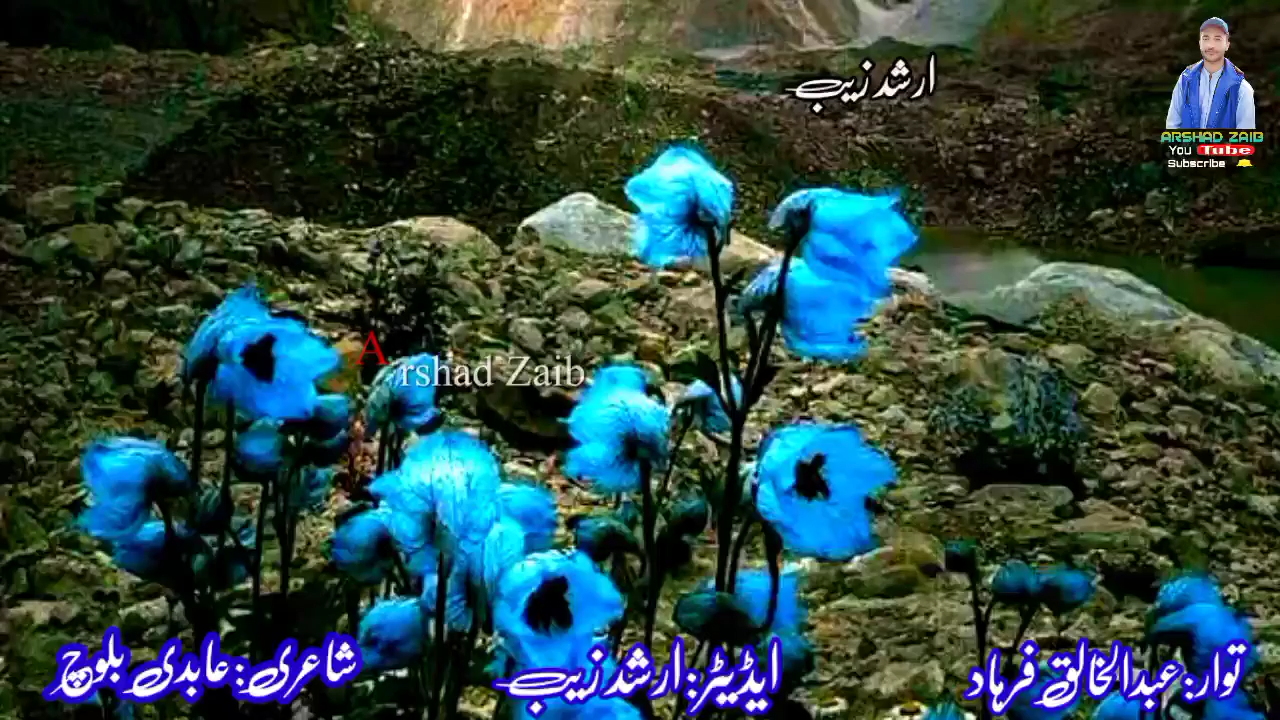 ارشد زیب
ARSHAD ZAIB
You Tube
Subscribe
Arshad Zaib
توار: عبدالخالق فرہاد
ایڈیٹر: ارشد زیب
شاعری: عابدی بلوچ